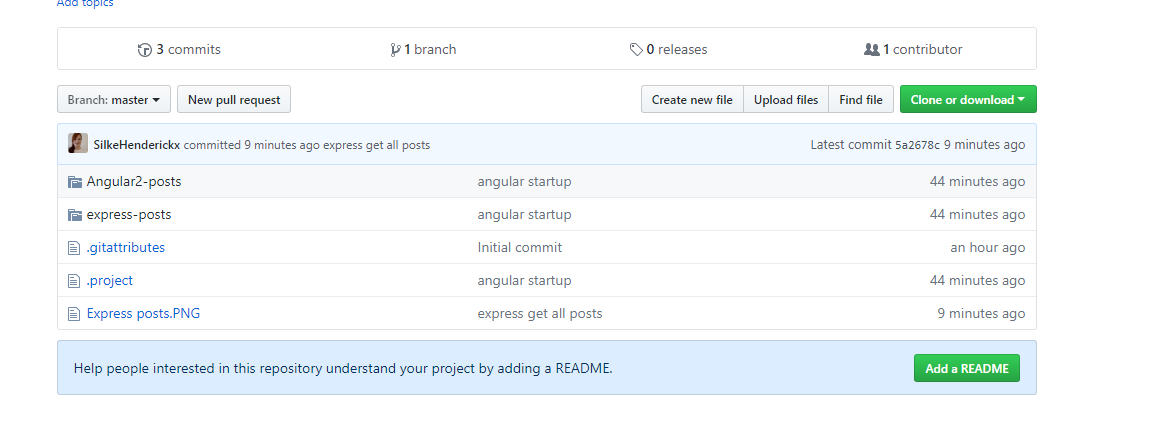 Add topics
3 commits 1 branch 0 releases 1 contributor
Branch: master New pull request Create new file Upload files Find file Clone or download
SilkeHenderickx committed 9 minutes ago express get all posts Latest commit 5a2678c 9 minutes ago
Angular2-posts angular startup 44 minutes ago
express-posts angular startup 44 minutes ago
.gitattributes Initial commit an hour ago
.project angular startup 44 minutes ago
Express posts.PNG express get all posts 9 minutes ago
Help people interested in this repository understand your project by adding a README. Add a README